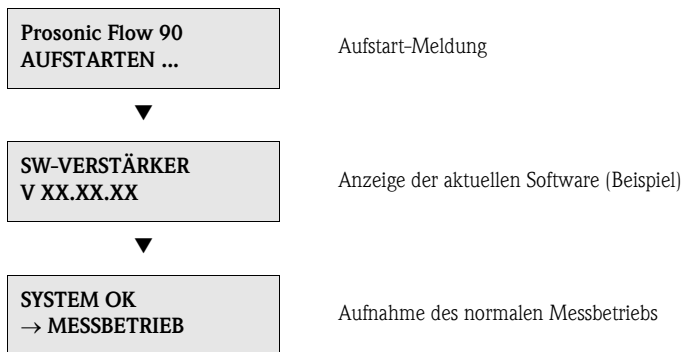 Prosonic Flow 90
AUFSTARTEN ...
Aufstart-Meldung
▼
SW-VERSTÄRKER
V XX.XX.XX
Anzeige der aktuellen Software (Beispiel)
▼
SYSTEM OK
→ MESSBETRIEB
Aufnahme des normalen Messbetriebs